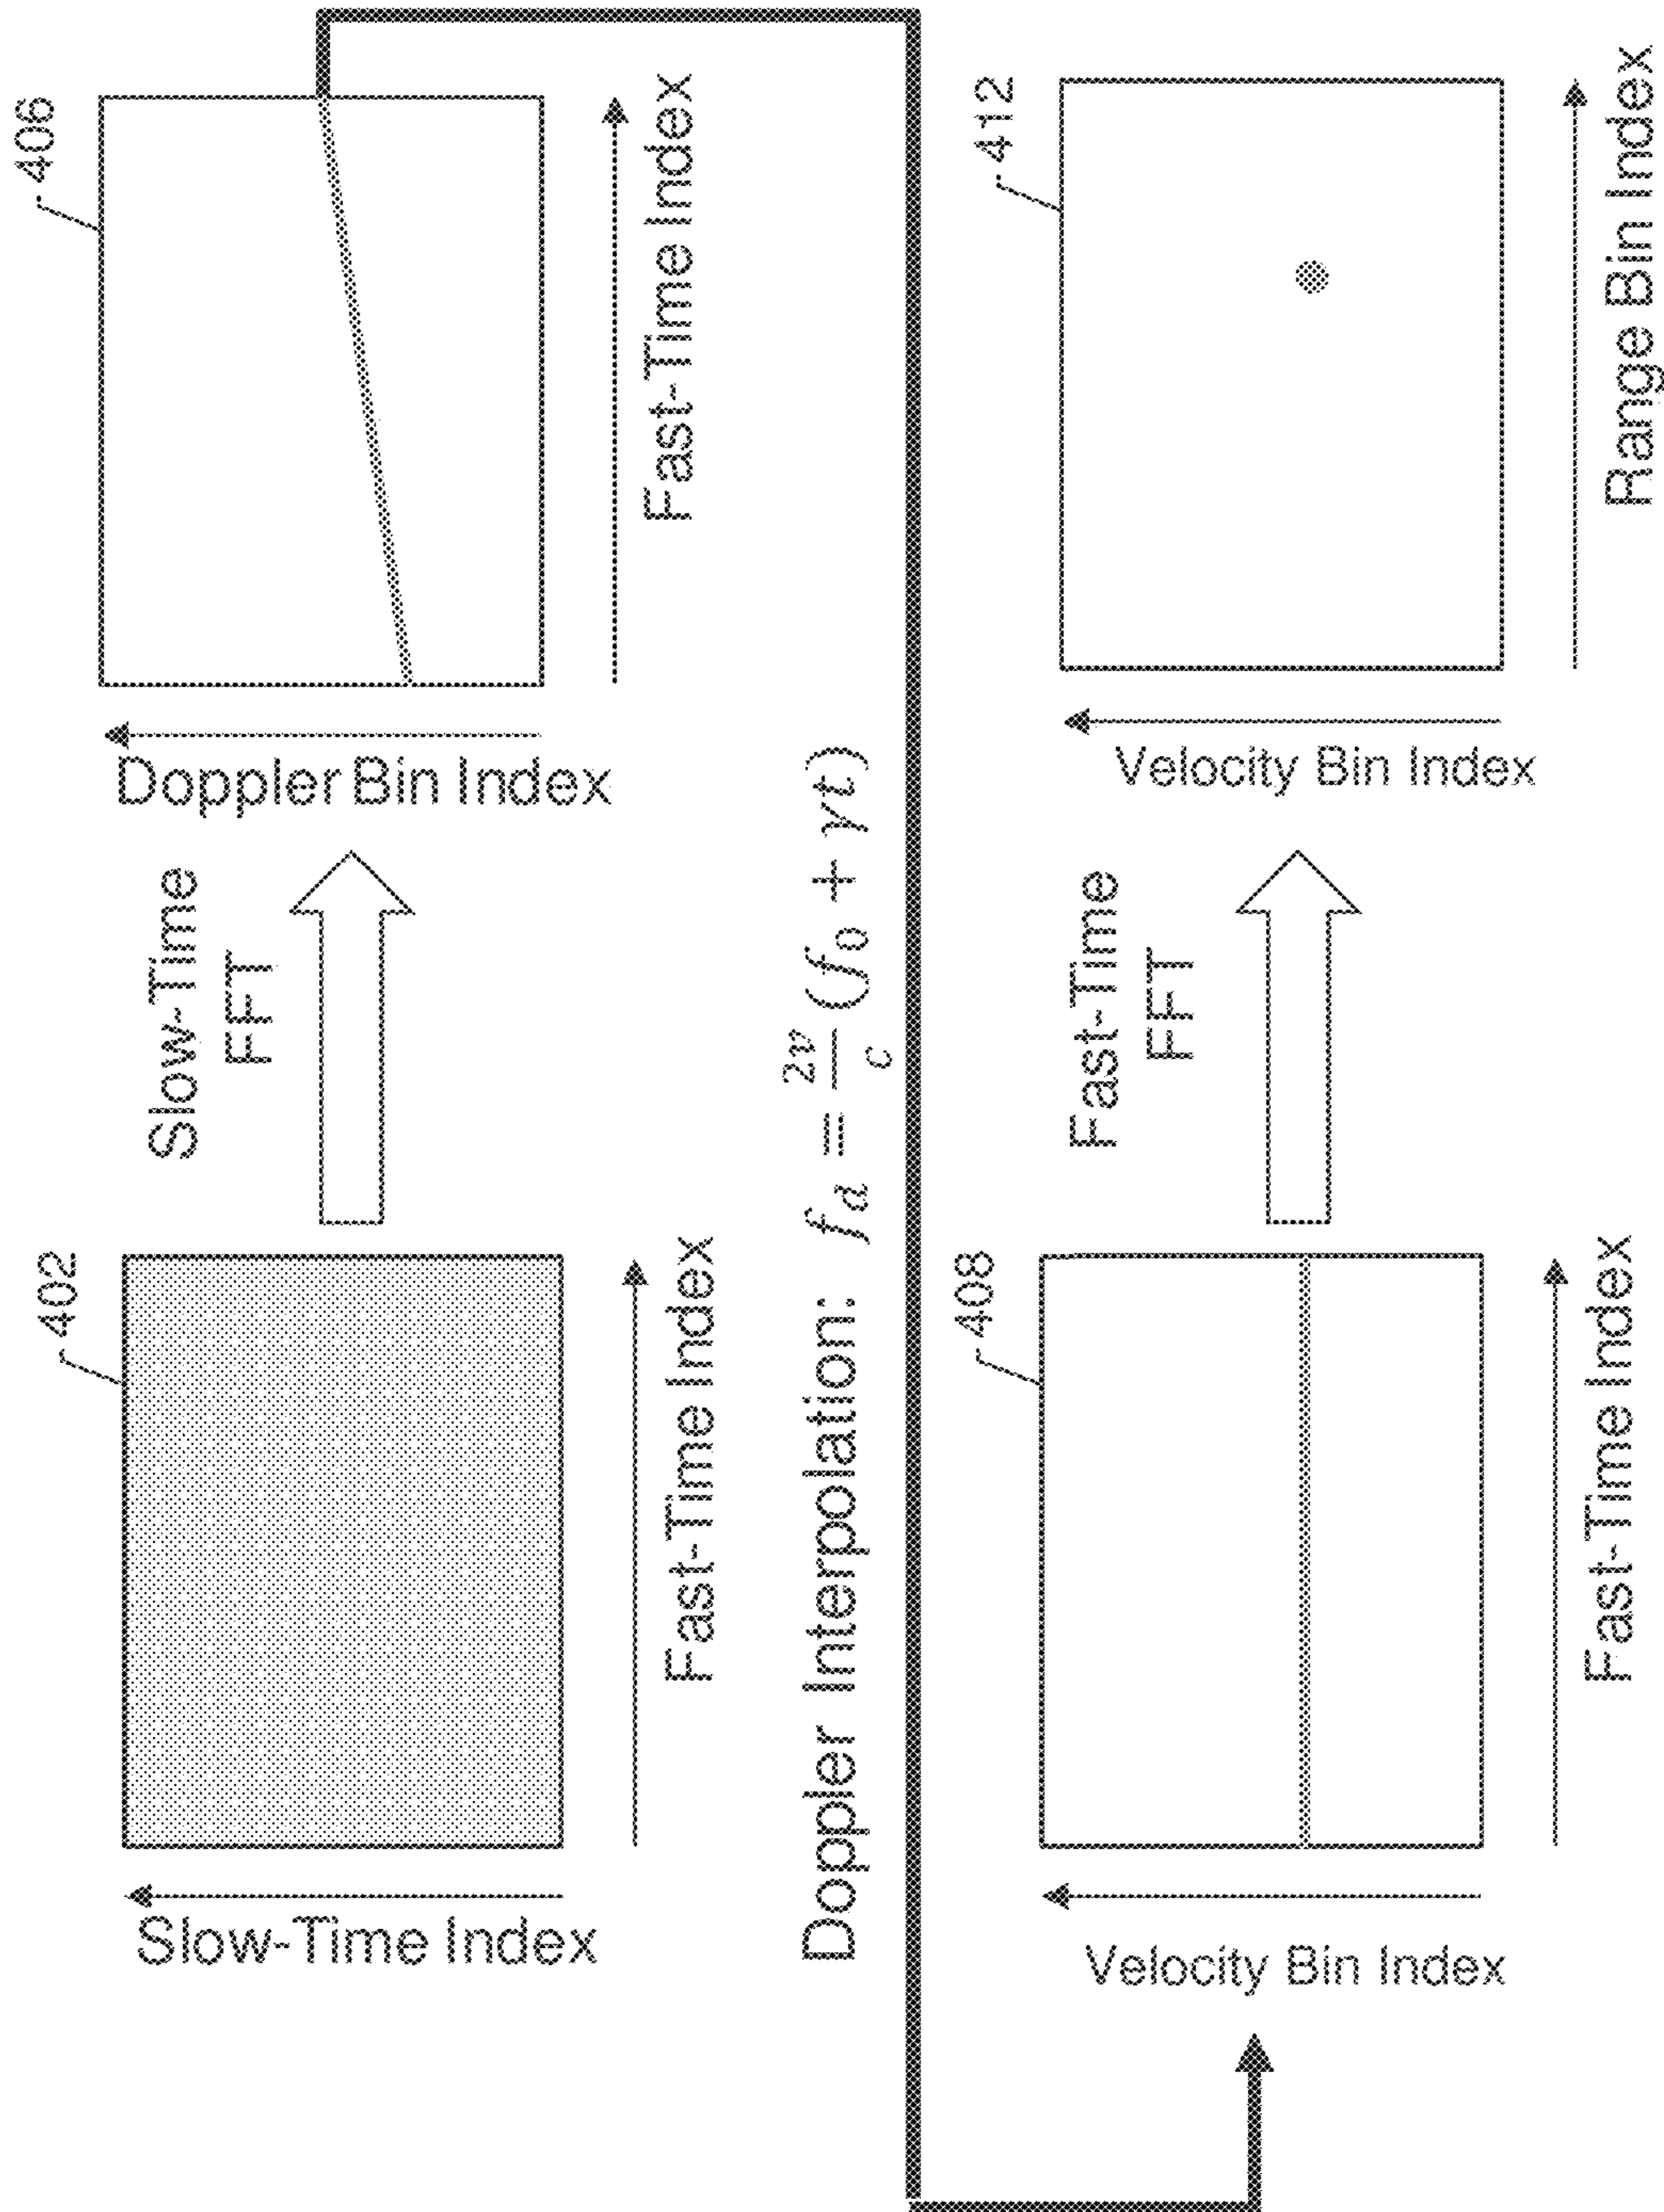 402
Slow-Time Index
Fast-Time Index
Slow-Time
FFT
406
Doppler Bin Index
Fast-Time Index
Doppler Interpolation: f_d = \frac{2v}{c}(f_0 + γt)
408
Velocity Bin Index
Fast-Time Index
Fast-Time
FFT
412
Velocity Bin Index
Range Bin Index